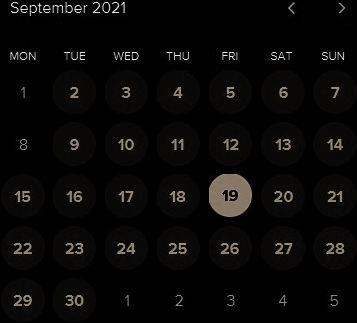 September 2021
MON TUE WED THU FRI SAT SUN
1 2 3 4 5 6 7
8 9 10 11 12 13 14
15 16 17 18 19 20 21
22 23 24 25 26 27 28
29 30 1 2 3 4 5